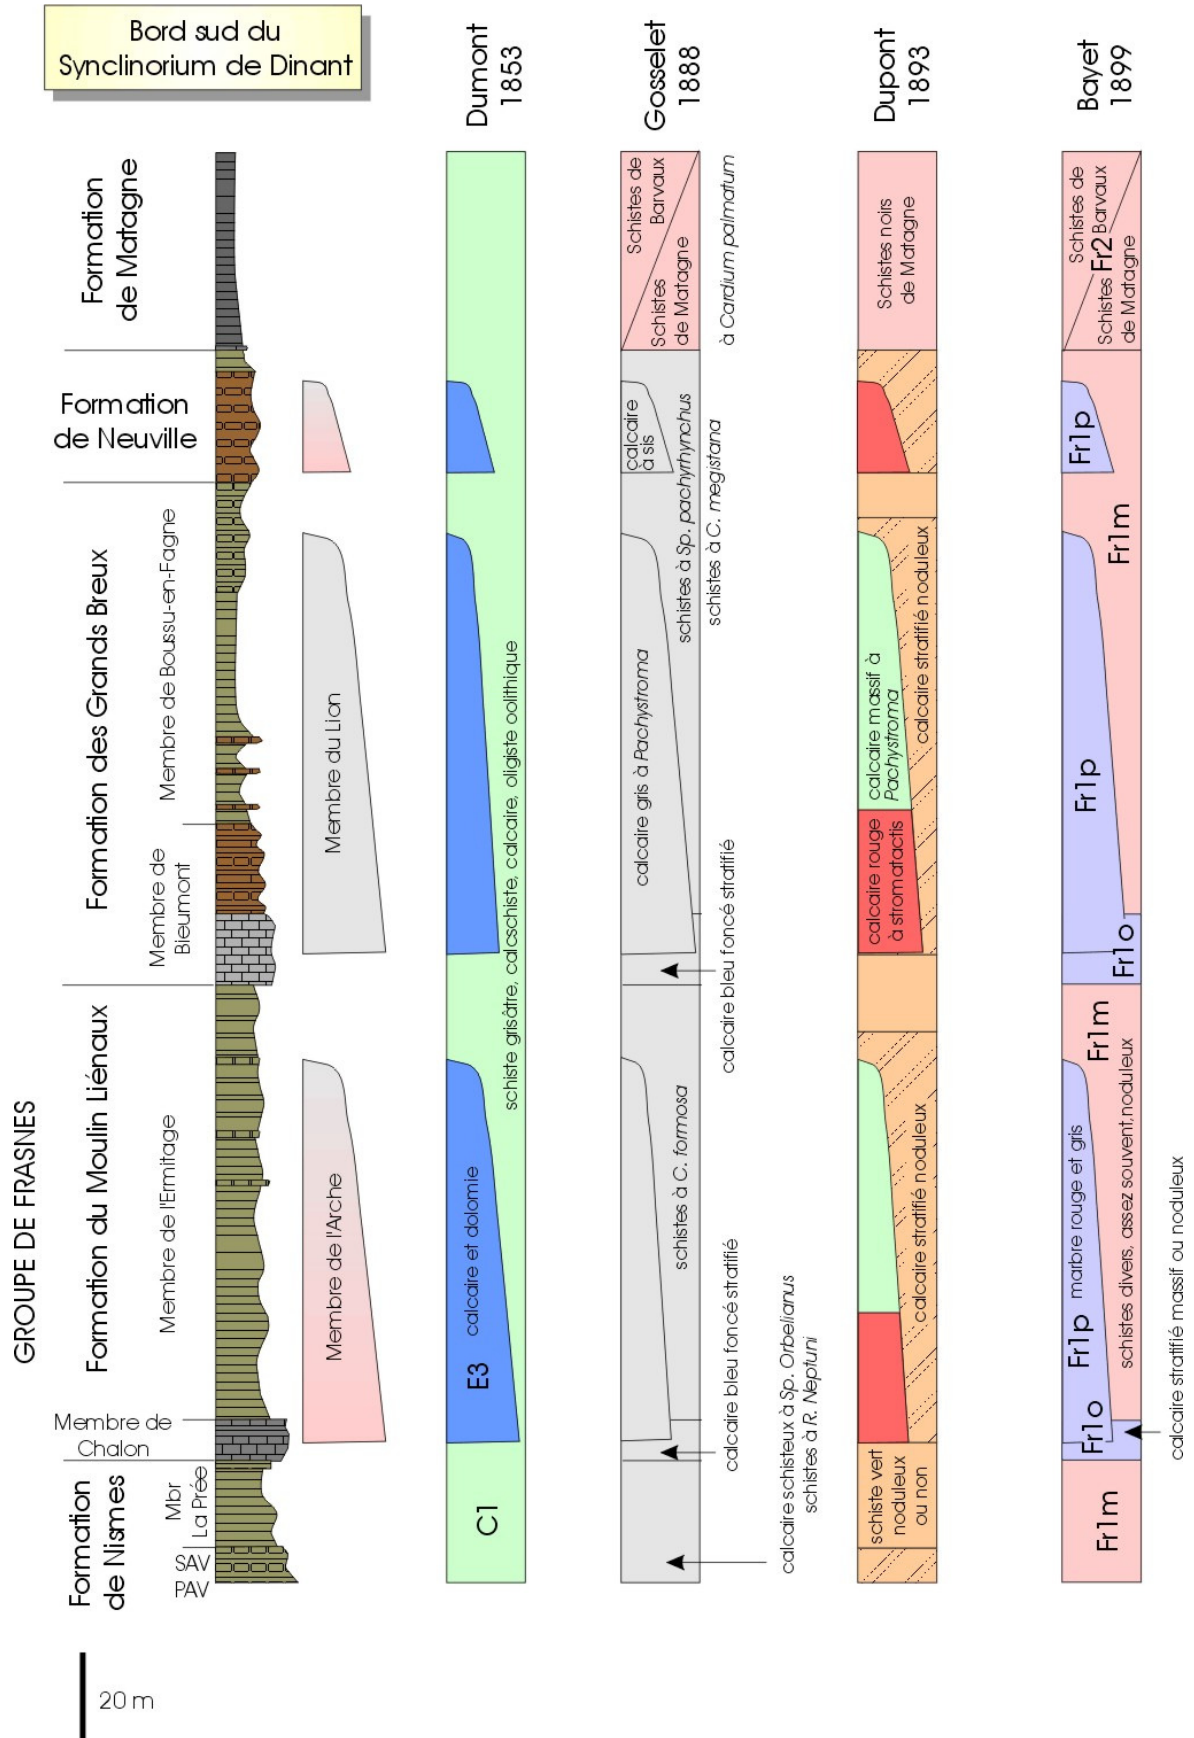 Bord sud du
Synclinorium de Dinant
Dumont
1853
Gosselet
1888
Dupont
1893
Bayet
1899
GROUPE DE FRASNES
Formation
de Matagne
Formation
de Neuville
Formation des Grands Breux
Membre de Boussu-en-Fagne
Membre de
Bieumont
Formation du Moulin Liénaux
Membre de l'Ermitage
Membre de
Chalon
Formation
de Nismes
Mbr
La Prée
SAV
PAV
20 m
Membre du Lion
Membre de l'Arche
schiste grisâtre, calcschiste, calcaire, oligiste oolithique
E3 calcaire et dolomie
C1
Schistes de
Barvaux
Schistes
de Matagne
à Cardium palmatum
calcaire
à sis
schistes à Sp. pachyrhynchus
schistes à C. megistana
calcaire gris à Pachystroma
calcaire bleu foncé stratifié
schistes à C. formosa
calcaire bleu foncé stratifié
calcaire schisteux à Sp. Orbelianus
schistes à R. Neptuni
Schistes noirs
de Matagne
calcaire massif à
Pachystroma
calcaire stratifié noduleux
calcaire rouge
à stromatactis
calcaire stratifié noduleux
schiste vert
noduleux
ou non
Schistes de
Barvaux
Fr2
Schistes
de Matagne
Fr1p
Fr1m
Fr1p
Fr1o
Fr1m
Fr1p marbre rouge et gris
schistes divers, assez souvent noduleux
Fr1o
calcaire stratifié massif ou noduleux
Fr1m